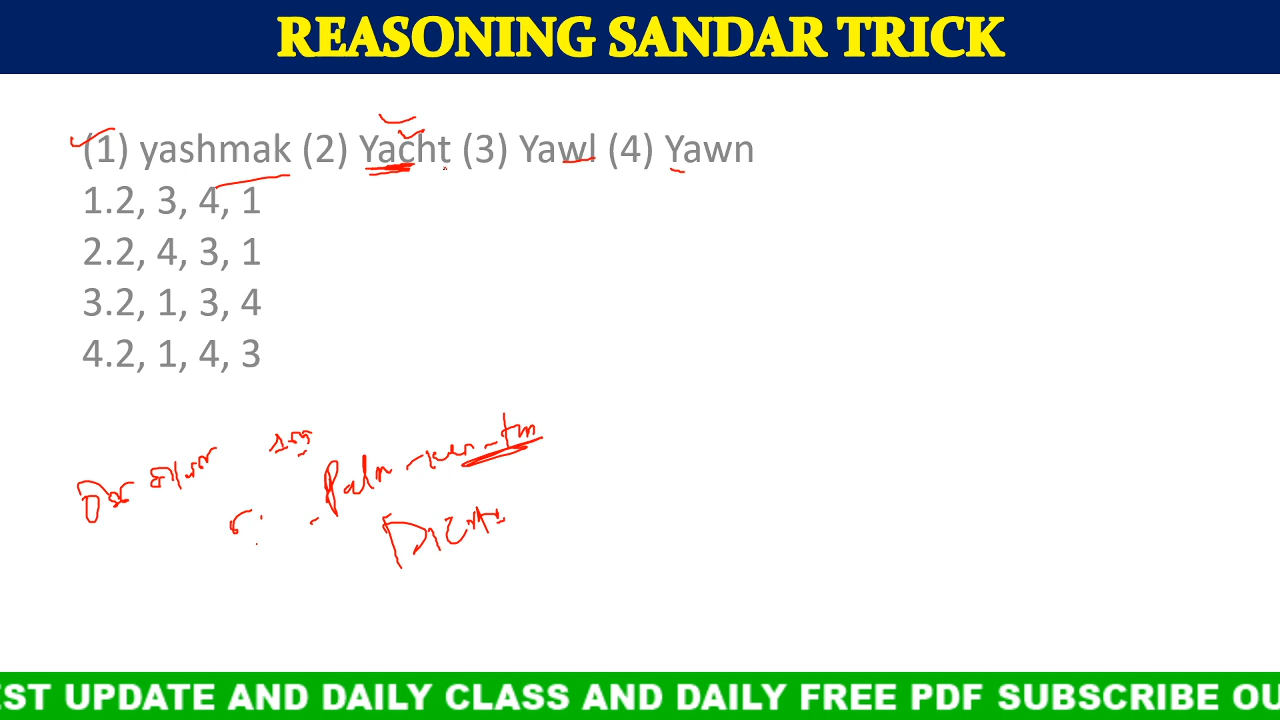 REASONING SANDAR TRICK
(1) yashmak (2) Yacht (3) Yawl (4) Yawn
1.2, 3, 4, 1
2.2, 4, 3, 1
3.2, 1, 3, 4
4.2, 1, 4, 3
Palm
EST UPDATE AND DAILY CLASS AND DAILY FREE PDF SUBSCRIBE OU